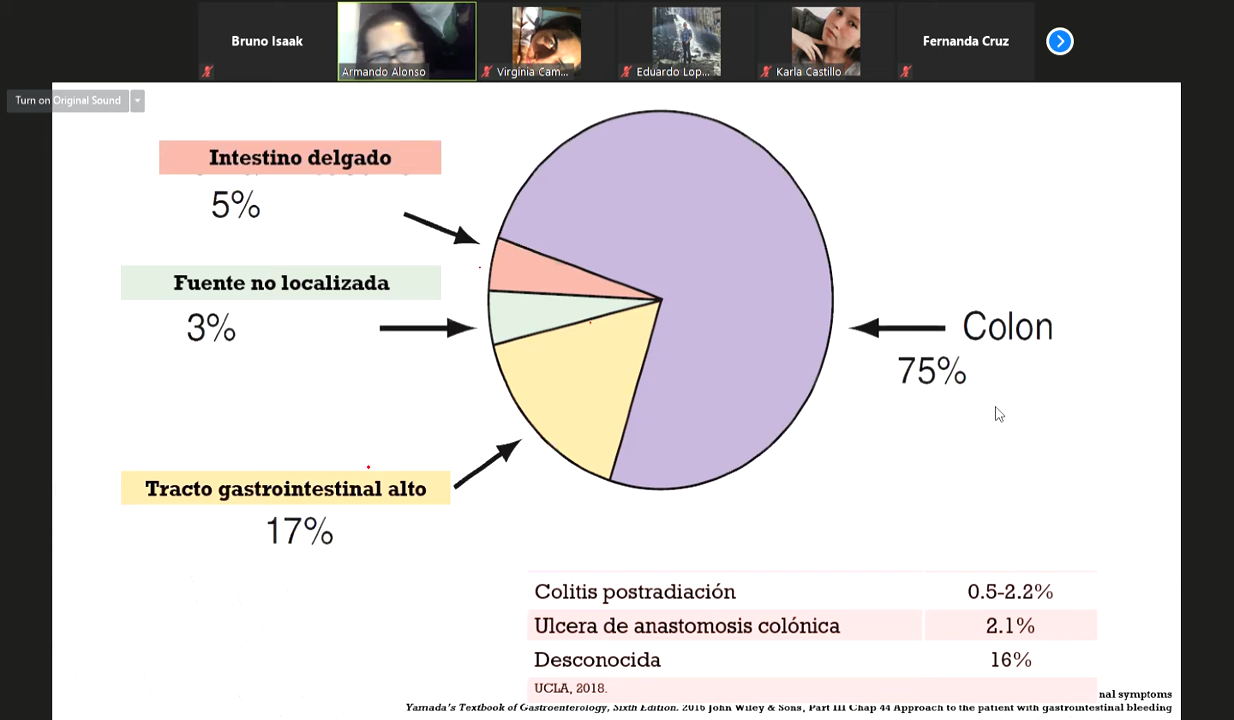 Bruno Isaak
Armando Alonso
Virginia Cam...
Eduardo Lop...
Karla Castillo
Fernanda Cruz
Turn on Original Sound
Intestino delgado
5%
Fuente no localizada
3%
Colon
75%
Tracto gastrointestinal alto
17%
Colitis postradiación 0.5-2.2%
Ulcera de anastomosis colónica 2.1%
Desconocida 16%
UCLA, 2018.
nal symptoms
Yamada's Textbook of Gastroenterology, Sixth Edition. 2016 John Wiley & Sons, Part III Chap 44 Approach to the patient with gastrointestinal bleeding